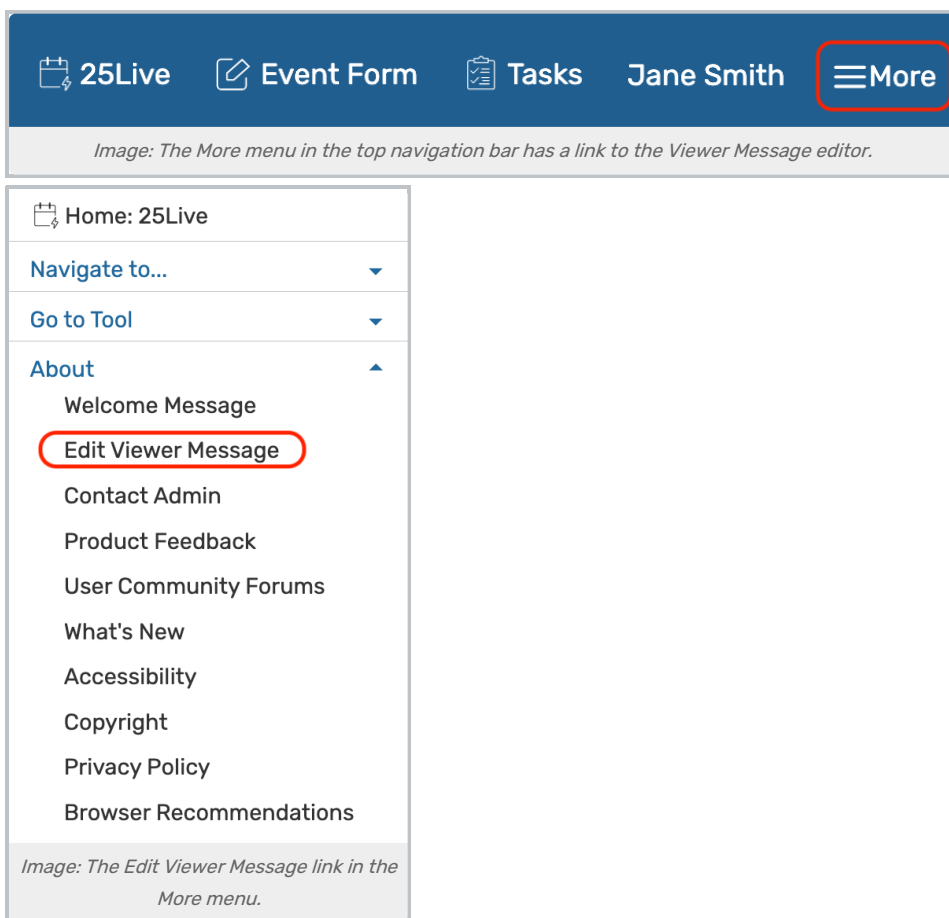 25Live Event Form Tasks Jane Smith More
Image: The More menu in the top navigation bar has a link to the Viewer Message editor.
Home: 25Live
Navigate to...
Go to Tool
About
Welcome Message
Edit Viewer Message
Contact Admin
Product Feedback
User Community Forums
What's New
Accessibility
Copyright
Privacy Policy
Browser Recommendations
Image: The Edit Viewer Message link in the
More menu.